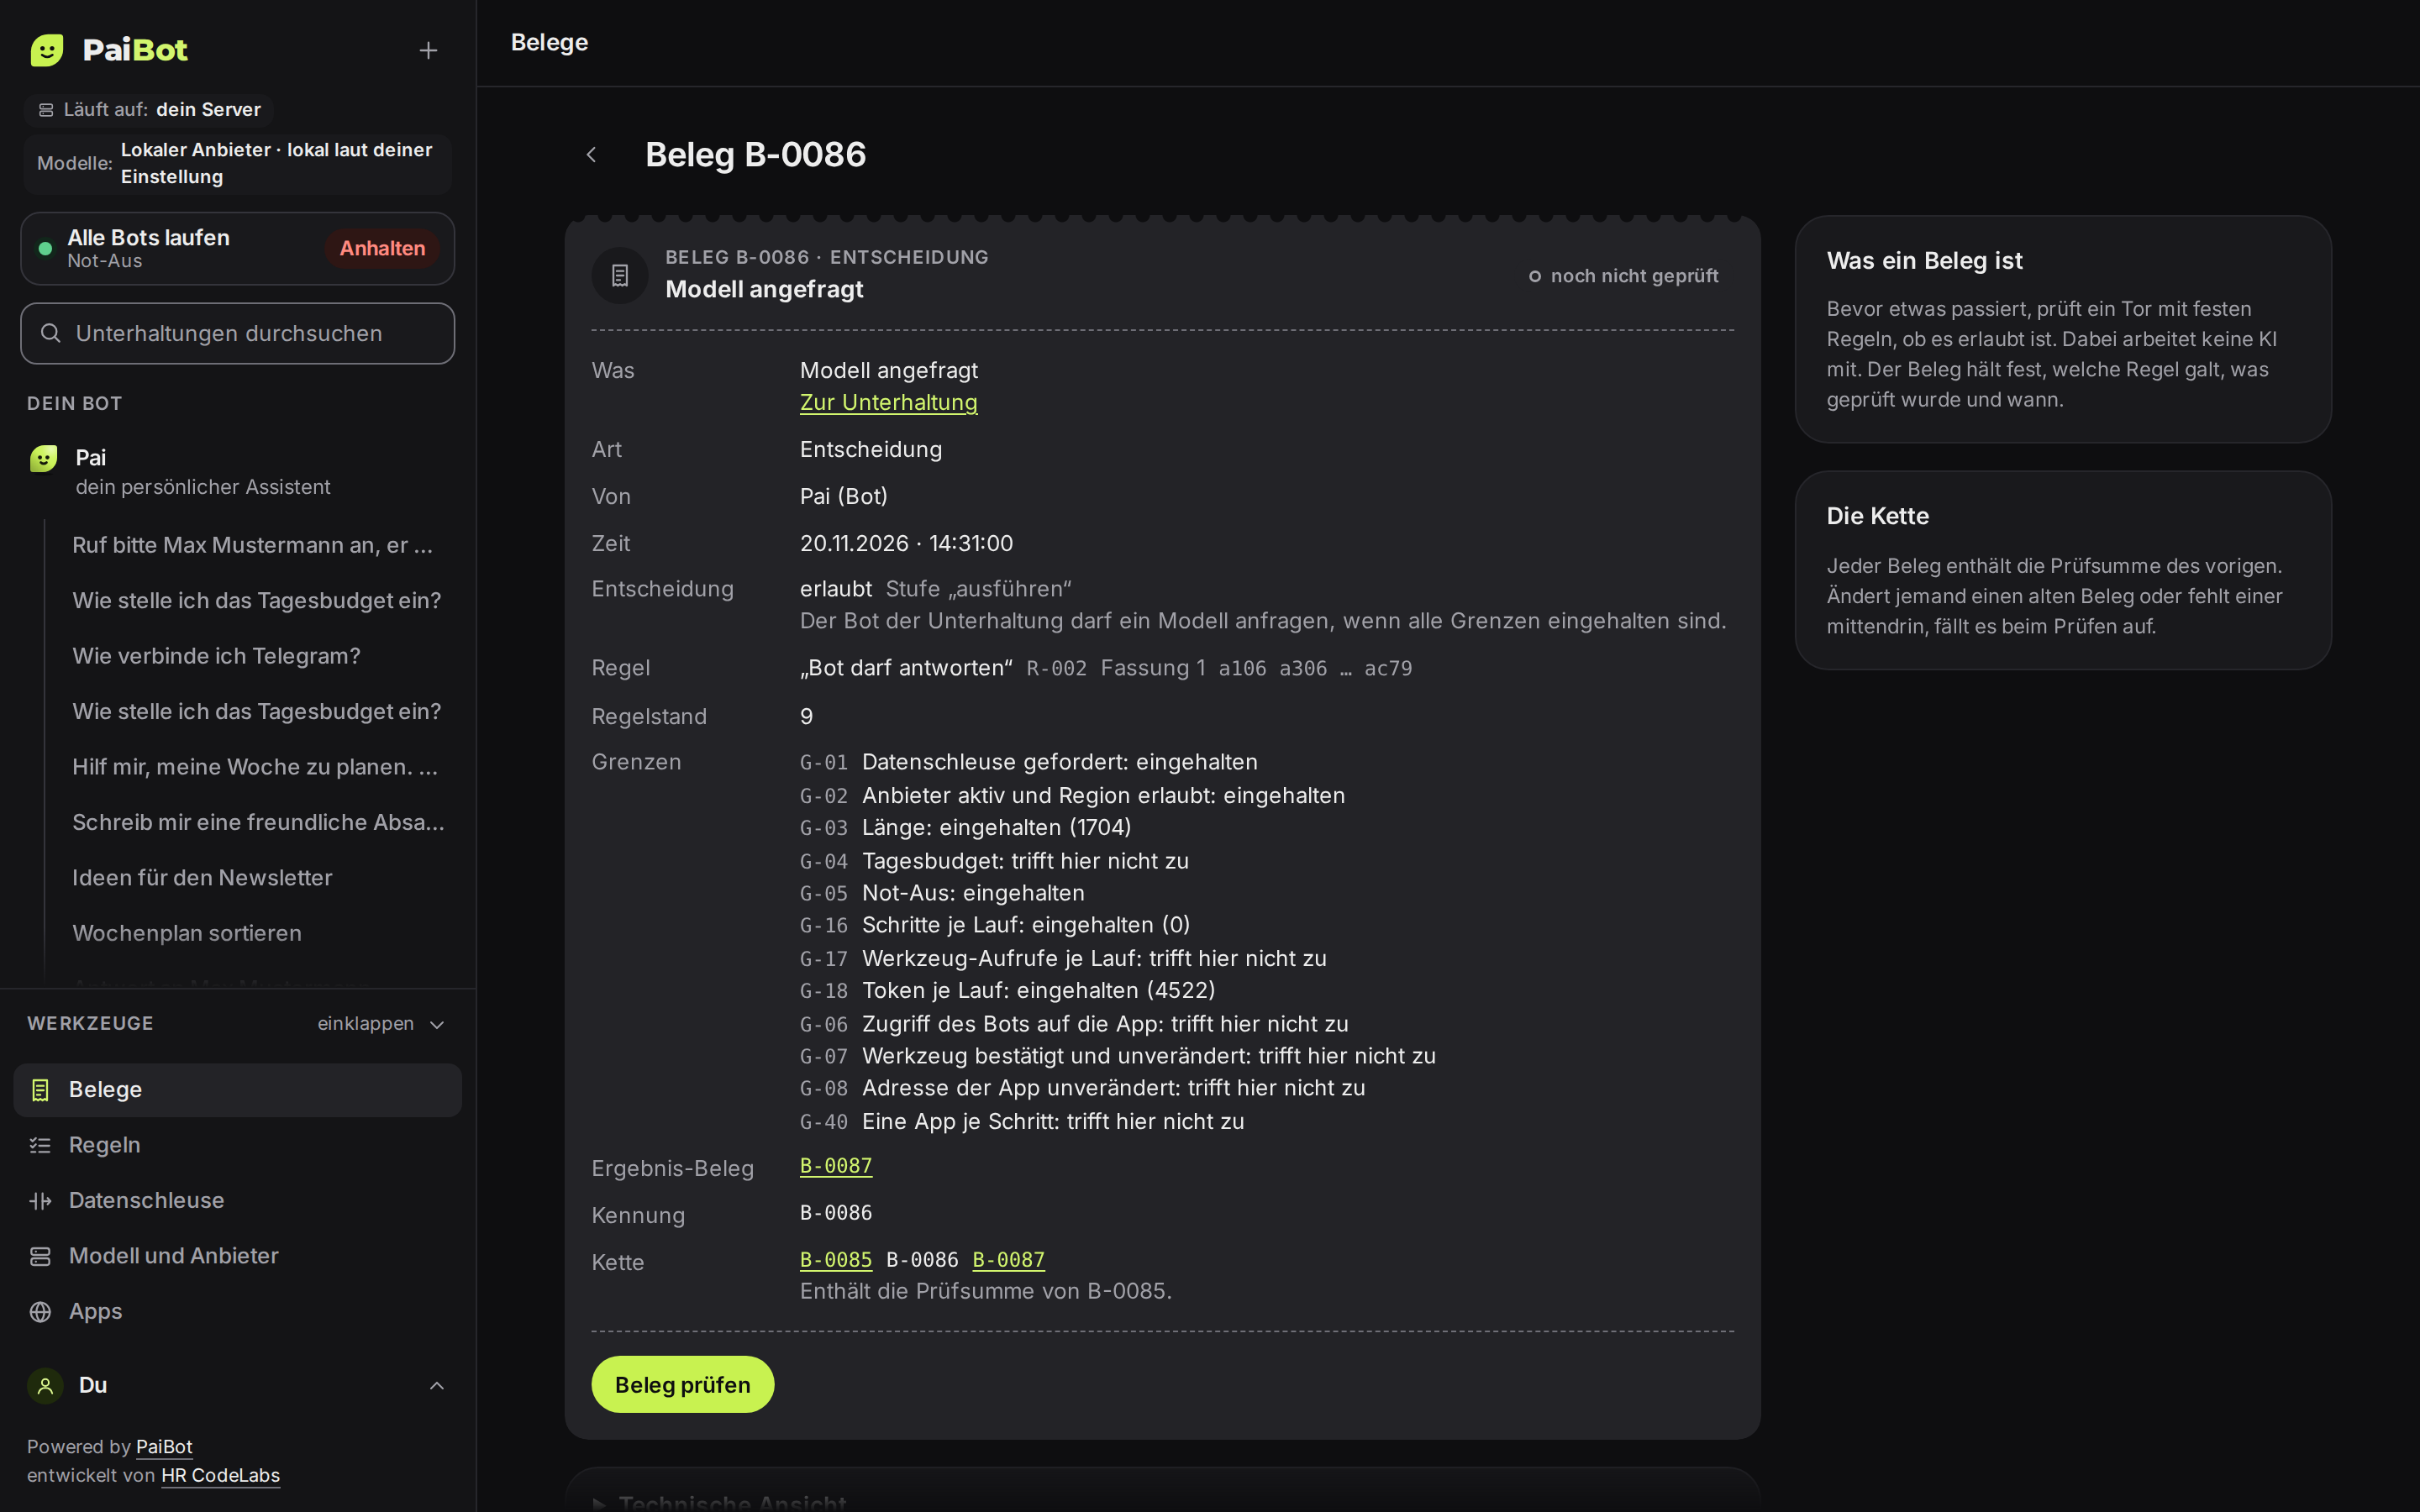 PaiBot
Läuft auf: dein Server
Modelle: Lokaler Anbieter · lokal laut deiner
Einstellung
Alle Bots laufen
Not-Aus
Anhalten
Unterhaltungen durchsuchen
DEIN BOT
Pai
dein persönlicher Assistent
Ruf bitte Max Mustermann an, er ...
Wie stelle ich das Tagesbudget ein?
Wie verbinde ich Telegram?
Wie stelle ich das Tagesbudget ein?
Hilf mir, meine Woche zu planen. ...
Schreib mir eine freundliche Absa...
Ideen für den Newsletter
Wochenplan sortieren
WERKZEUGE
einklappen
Belege
Regeln
Datenschleuse
Modell und Anbieter
Apps
Du
Powered by PaiBot
entwickelt von HR CodeLabs
Belege
Beleg B-0086
BELEG B-0086 · ENTSCHEIDUNG
Modell angefragt
noch nicht geprüft
Was Modell angefragt
Zur Unterhaltung
Art Entscheidung
Von Pai (Bot)
Zeit 20.11.2026 · 14:31:00
Entscheidung erlaubt Stufe „ausführen“
Der Bot der Unterhaltung darf ein Modell anfragen, wenn alle Grenzen eingehalten sind.
Regel „Bot darf antworten“ R-002 Fassung 1 a106 a306 … ac79
Regelstand 9
Grenzen G-01 Datenschleuse gefordert: eingehalten
G-02 Anbieter aktiv und Region erlaubt: eingehalten
G-03 Länge: eingehalten (1704)
G-04 Tagesbudget: trifft hier nicht zu
G-05 Not-Aus: eingehalten
G-16 Schritte je Lauf: eingehalten (0)
G-17 Werkzeug-Aufrufe je Lauf: trifft hier nicht zu
G-18 Token je Lauf: eingehalten (4522)
G-06 Zugriff des Bots auf die App: trifft hier nicht zu
G-07 Werkzeug bestätigt und unverändert: trifft hier nicht zu
G-08 Adresse der App unverändert: trifft hier nicht zu
G-40 Eine App je Schritt: trifft hier nicht zu
Ergebnis-Beleg B-0087
Kennung B-0086
Kette B-0085 B-0086 B-0087
Enthält die Prüfsumme von B-0085.
Beleg prüfen
Technische Ansicht
Was ein Beleg ist
Bevor etwas passiert, prüft ein Tor mit festen
Regeln, ob es erlaubt ist. Dabei arbeitet keine KI
mit. Der Beleg hält fest, welche Regel galt, was
geprüft wurde und wann.
Die Kette
Jeder Beleg enthält die Prüfsumme des vorigen.
Ändert jemand einen alten Beleg oder fehlt einer
mittendrin, fällt es beim Prüfen auf.